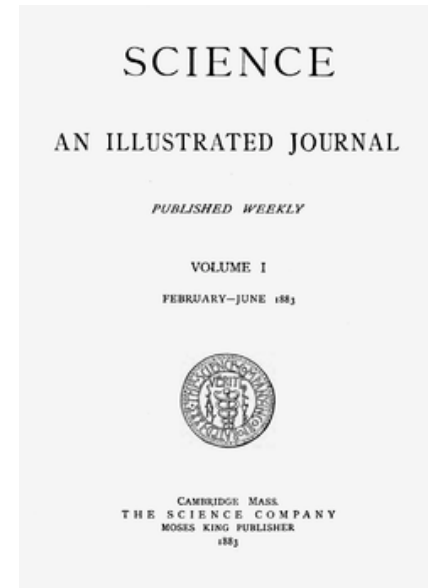 SCIENCE
AN ILLUSTRATED JOURNAL
PUBLISHED WEEKLY
VOLUME I
FEBRUARY—JUNE 1883
CAMBRIDGE MASS.
THE SCIENCE COMPANY
MOSES KING PUBLISHER
1883